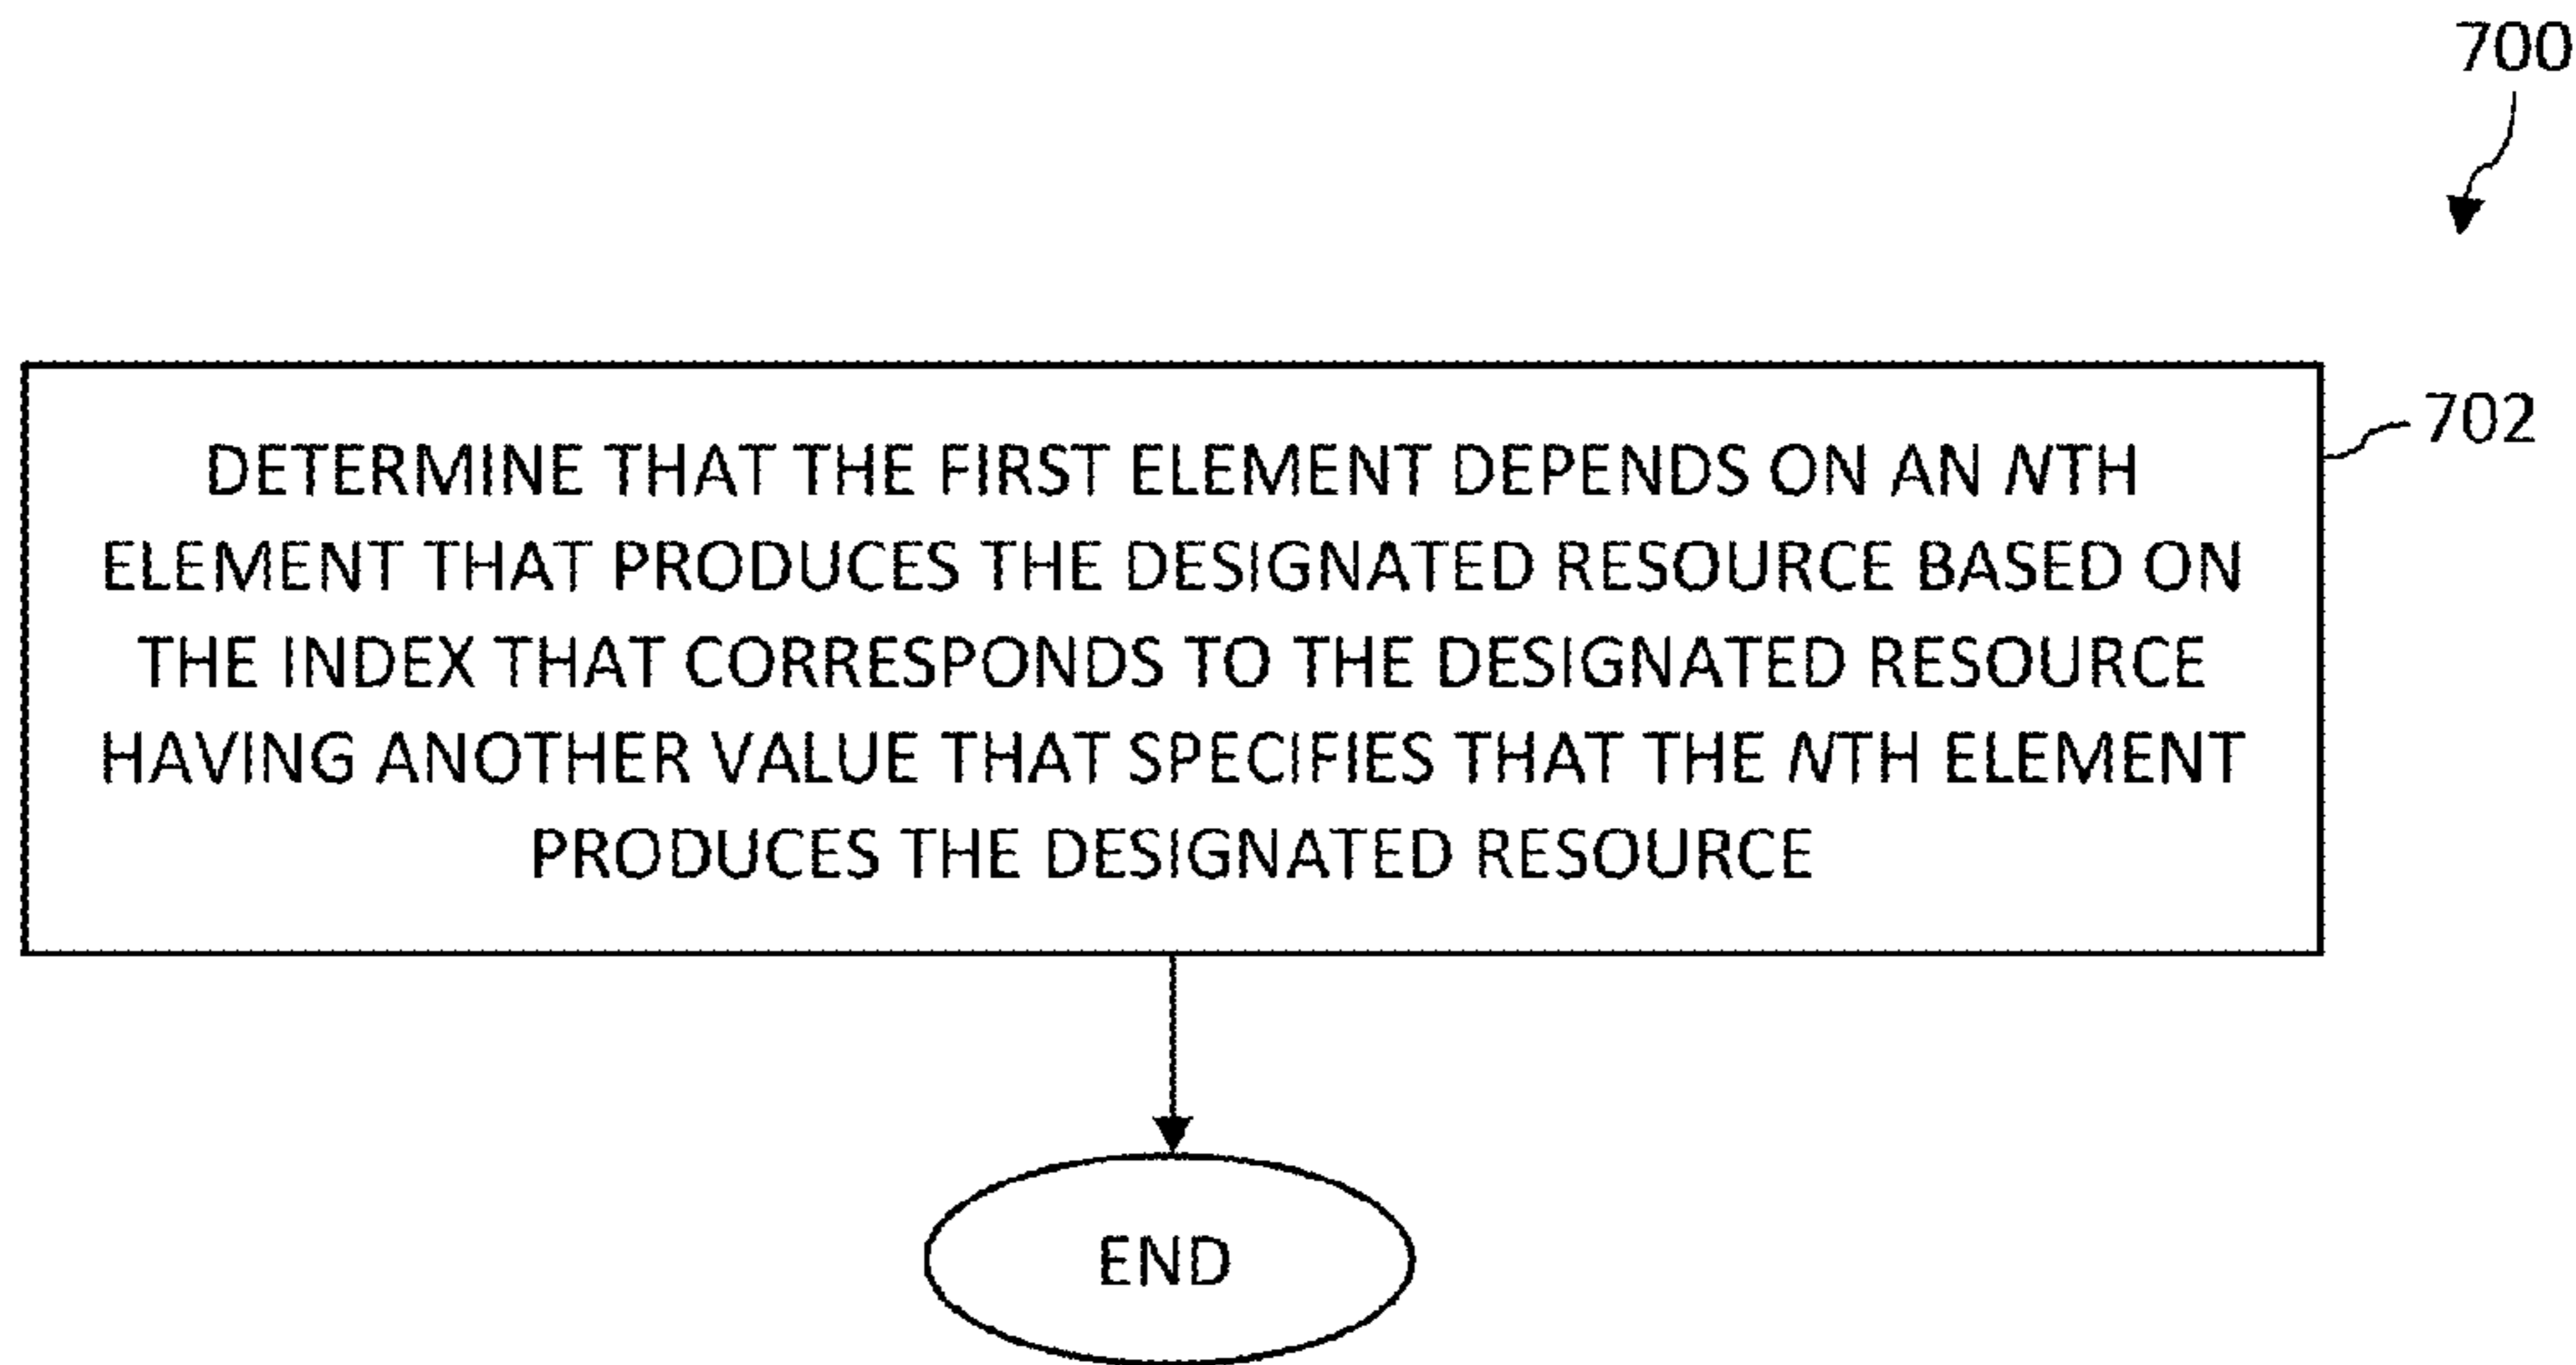 700
702
DETERMINE THAT THE FIRST ELEMENT DEPENDS ON AN NTH
ELEMENT THAT PRODUCES THE DESIGNATED RESOURCE BASED ON
THE INDEX THAT CORRESPONDS TO THE DESIGNATED RESOURCE
HAVING ANOTHER VALUE THAT SPECIFIES THAT THE NTH ELEMENT
PRODUCES THE DESIGNATED RESOURCE
END